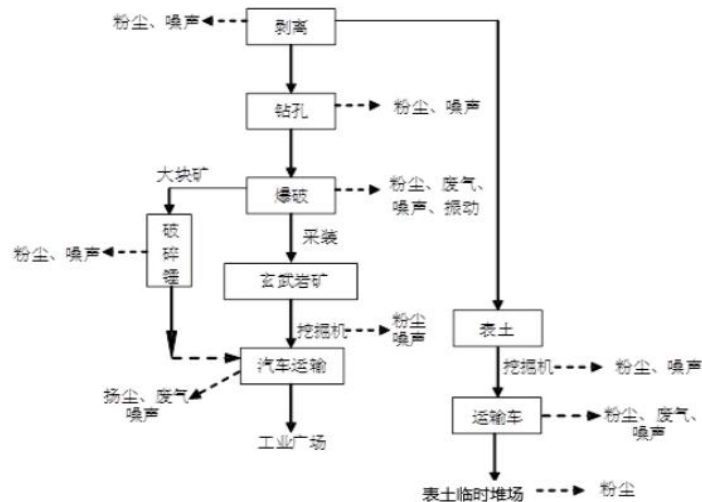 粉尘、噪声
剥离
钻孔
粉尘、噪声
大块矿
爆破
粉尘、废气、
噪声、振动
破
碎
锤
粉尘、噪声
采装
玄武岩矿
挖掘机
粉尘
噪声
汽车运输
扬尘、废气
噪声
工业广场
表土
挖掘机
粉尘、噪声
运输车
粉尘、废气、
噪声
表土临时堆场
粉尘